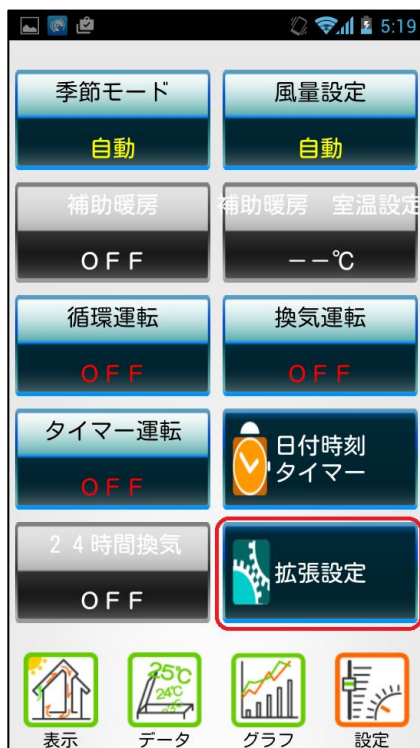 5:19
季節モード
自動
風量設定
自動
補助暖房
OFF
補助暖房　室温設定
－－℃
循環運転
OFF
換気運転
OFF
タイマー運転
OFF
日付時刻
タイマー
２４時間換気
OFF
拡張設定
表示
25℃
24℃
データ
グラフ
設定